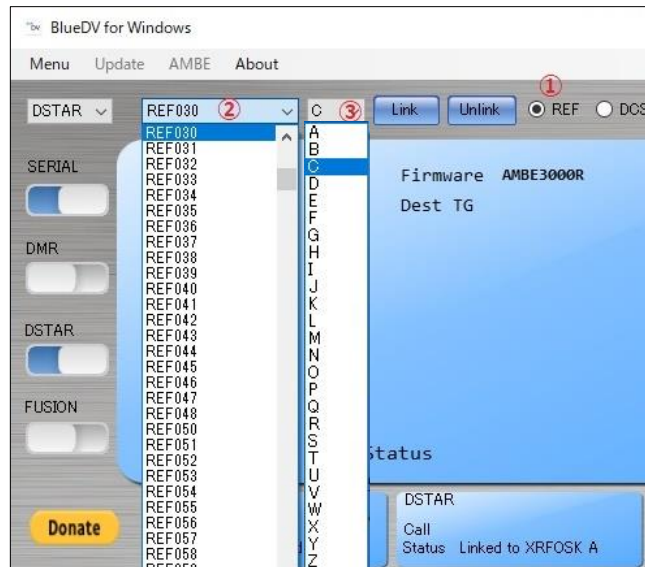 BlueDV for Windows
Menu Update AMBE About
①
DSTAR REF030 ② C ③ Link Unlink REF DCS
REF030
REF031
REF032
REF033
REF034
REF035
REF036
REF037
REF038
REF039
REF040
REF041
REF042
REF043
REF044
REF045
REF046
REF047
REF048
REF050
REF051
REF052
REF053
REF054
REF055
REF056
REF057
REF058
A
B
C
D
E
F
G
H
I
J
K
L
M
N
O
P
Q
R
S
T
U
V
W
X
Y
Z
SERIAL
DMR
DSTAR
FUSION
Donate
Firmware AMBE3000R
Dest TG
Status
DSTAR
Call
Status Linked to XRFOSK A